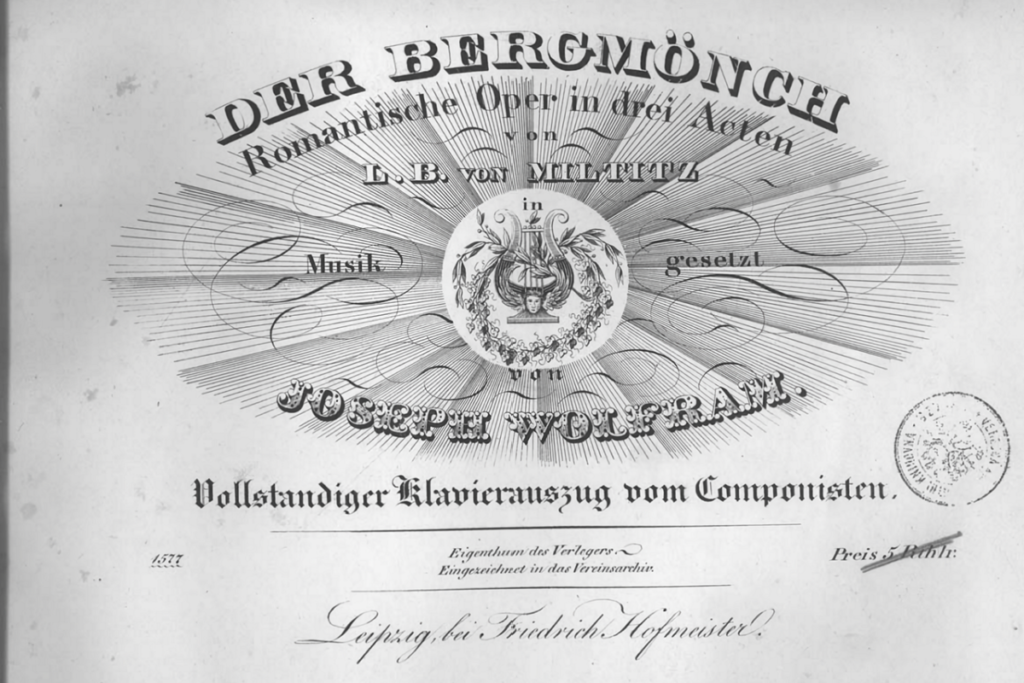 DER BERGMÖNCH
Romantische Oper in drei Acten
von
L. B. VON MILTITZ
in
Musik gesetzt
von
JOSEPH WOLFRAM.
Vollstandiger Klavierauszug vom Componisten.
1577
Eigenthum des Verlegers.
Eingezeichnet in das Vereinsarchiv.
Preis 5 Rthlr.
Leipzig, bei Friedrich Hofmeister.
KNIHOVNA